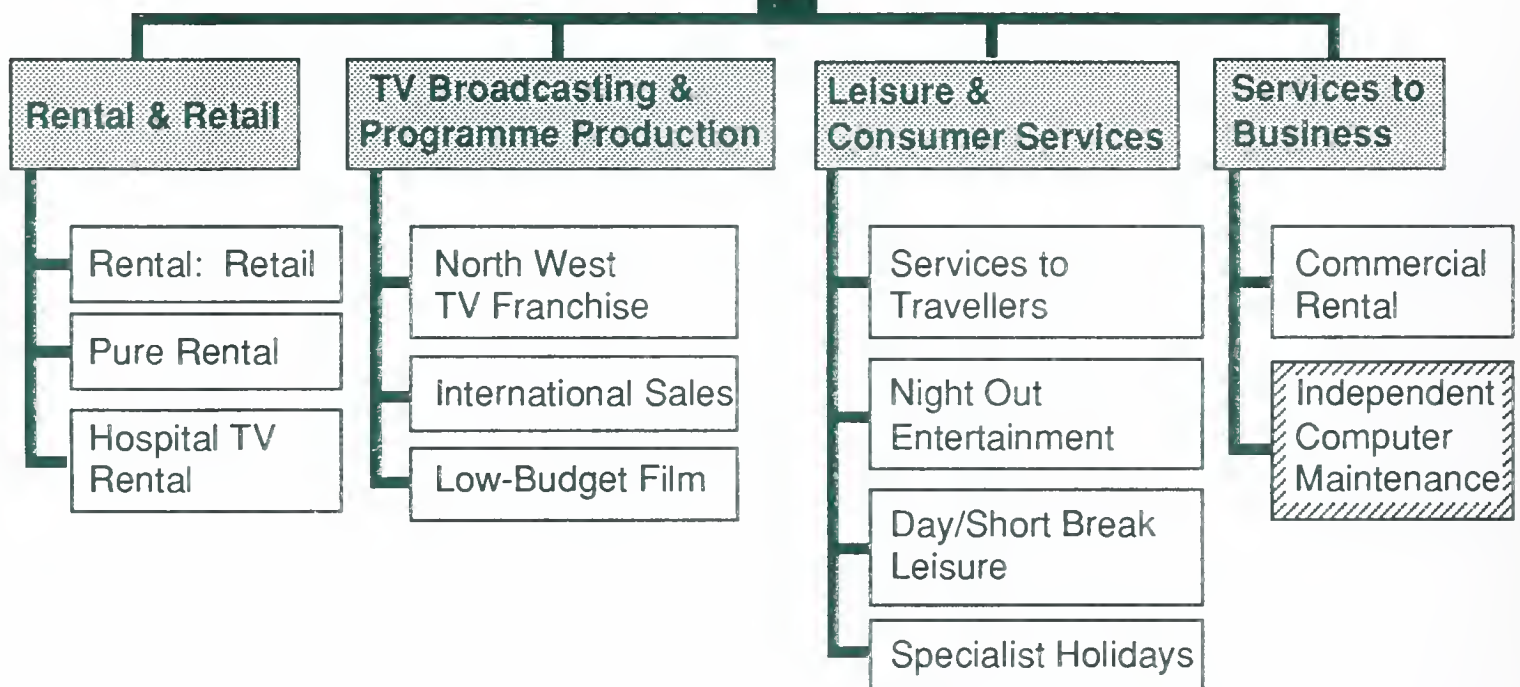 Rental & Retail
Rental: Retail
Pure Rental
Hospital TV
Rental
TV Broadcasting &
Programme Production
North West
TV Franchise
International Sales
Low-Budget Film
Leisure &
Consumer Services
Services to
Travellers
Night Out
Entertainment
Day/Short Break
Leisure
Specialist Holidays
Services to
Business
Commercial
Rental
Independent
Computer
Maintenance